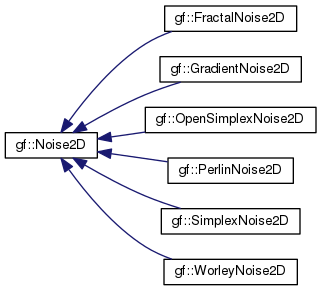 gf::FractalNoise2D
gf::GradientNoise2D
gf::OpenSimplexNoise2D
gf::Noise2D
gf::PerlinNoise2D
gf::SimplexNoise2D
gf::WorleyNoise2D